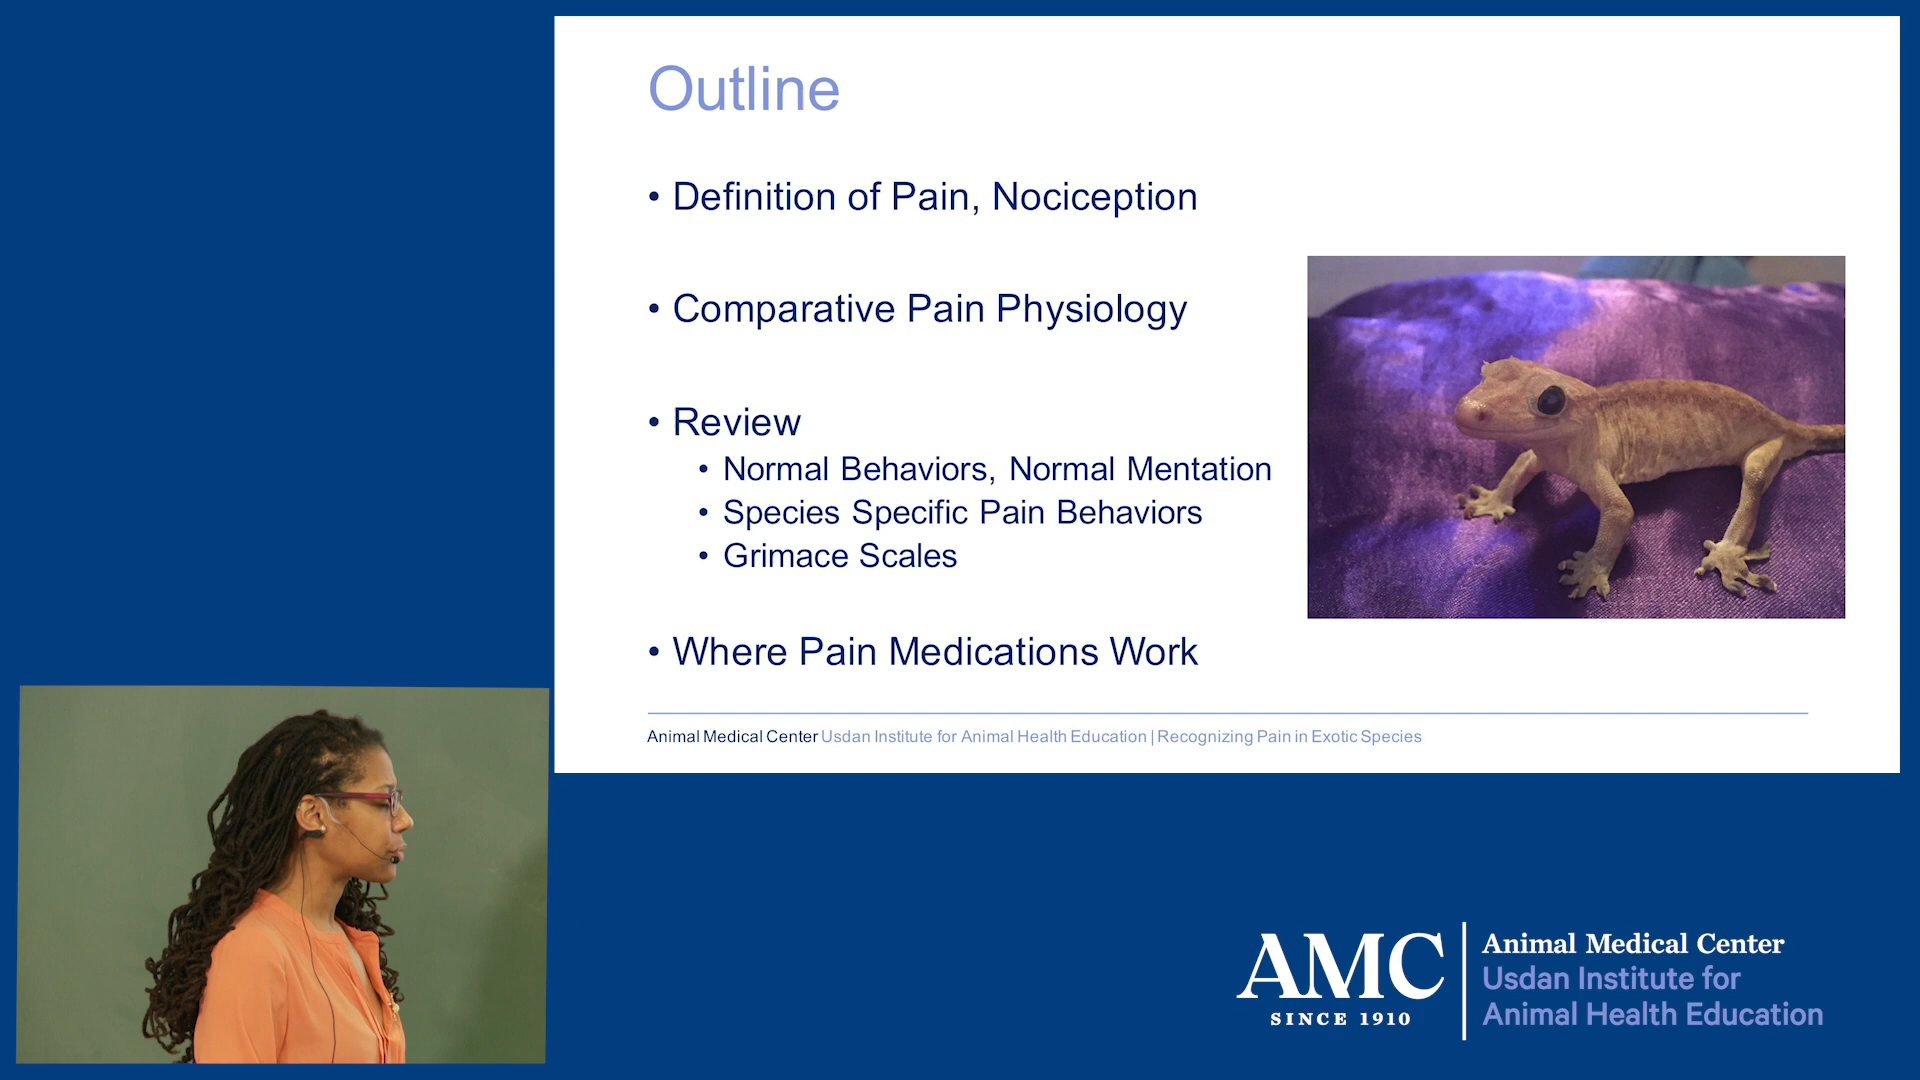 Outline
• Definition of Pain, Nociception
• Comparative Pain Physiology
• Review
• Normal Behaviors, Normal Mentation
• Species Specific Pain Behaviors
• Grimace Scales
• Where Pain Medications Work
Animal Medical Center Usdan Institute for Animal Health Education | Recognizing Pain in Exotic Species
AMC
SINCE 1910
Animal Medical Center
Usdan Institute for
Animal Health Education